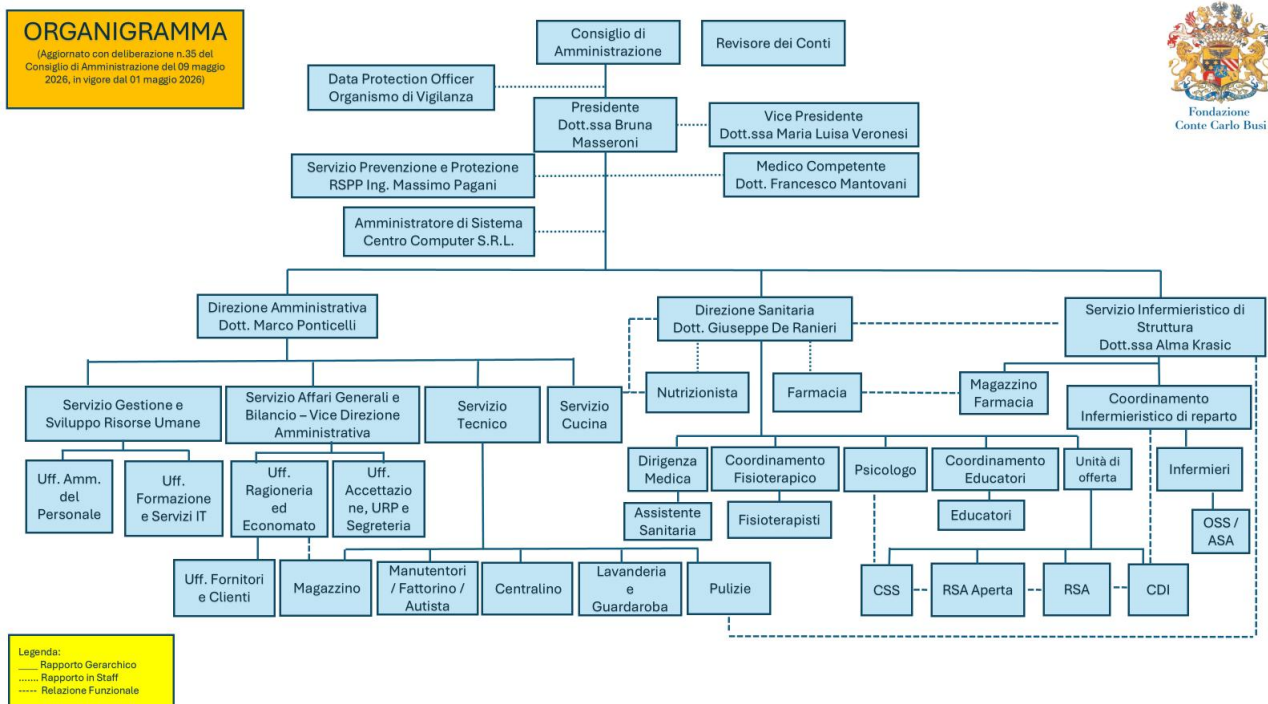 ORGANIGRAMMA
(Aggiornato con deliberazione n.35 del
Consiglio di Amministrazione del 09 maggio
2026, in vigore dal 01 maggio 2026)
Consiglio di
Amministrazione
Revisore dei Conti
Fondazione
Conte Carlo Busi
Data Protection Officer
Organismo di Vigilanza
Presidente
Dott.ssa Bruna
Masseroni
Vice Presidente
Dott.ssa Maria Luisa Veronesi
Servizio Prevenzione e Protezione
RSPP Ing. Massimo Pagani
Medico Competente
Dott. Francesco Mantovani
Amministratore di Sistema
Centro Computer S.R.L.
Direzione Amministrativa
Dott. Marco Ponticelli
Direzione Sanitaria
Dott. Giuseppe De Ranieri
Servizio Infermieristico di
Struttura
Dott.ssa Alma Krasic
Servizio Gestione e
Sviluppo Risorse Umane
Servizio Affari Generali e
Bilancio – Vice Direzione
Amministrativa
Servizio
Tecnico
Servizio
Cucina
Nutrizionista
Farmacia
Magazzino
Farmacia
Coordinamento
Infermieristico di reparto
Uff. Amm.
del
Personale
Uff.
Formazione
e Servizi IT
Uff.
Ragioneria
ed
Economato
Uff.
Accettazio
ne, URP e
Segreteria
Dirigenza
Medica
Coordinamento
Fisioterapico
Psicologo
Coordinamento
Educatori
Unità di
offerta
Infermieri
Assistente
Sanitaria
Fisioterapisti
Educatori
OSS /
ASA
Uff. Fornitori
e Clienti
Magazzino
Manutentori
/ Fattorino /
Autista
Centralino
Lavanderia
e
Guardaroba
Pulizie
CSS
RSA Aperta
RSA
CDI
Legenda:
____ Rapporto Gerarchico
....... Rapporto in Staff
----- Relazione Funzionale